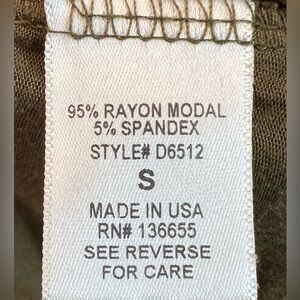 95% RAYON MODAL
5% SPANDEX
STYLE# D6512
S
MADE IN USA
RN# 136655
SEE REVERSE
FOR CARE